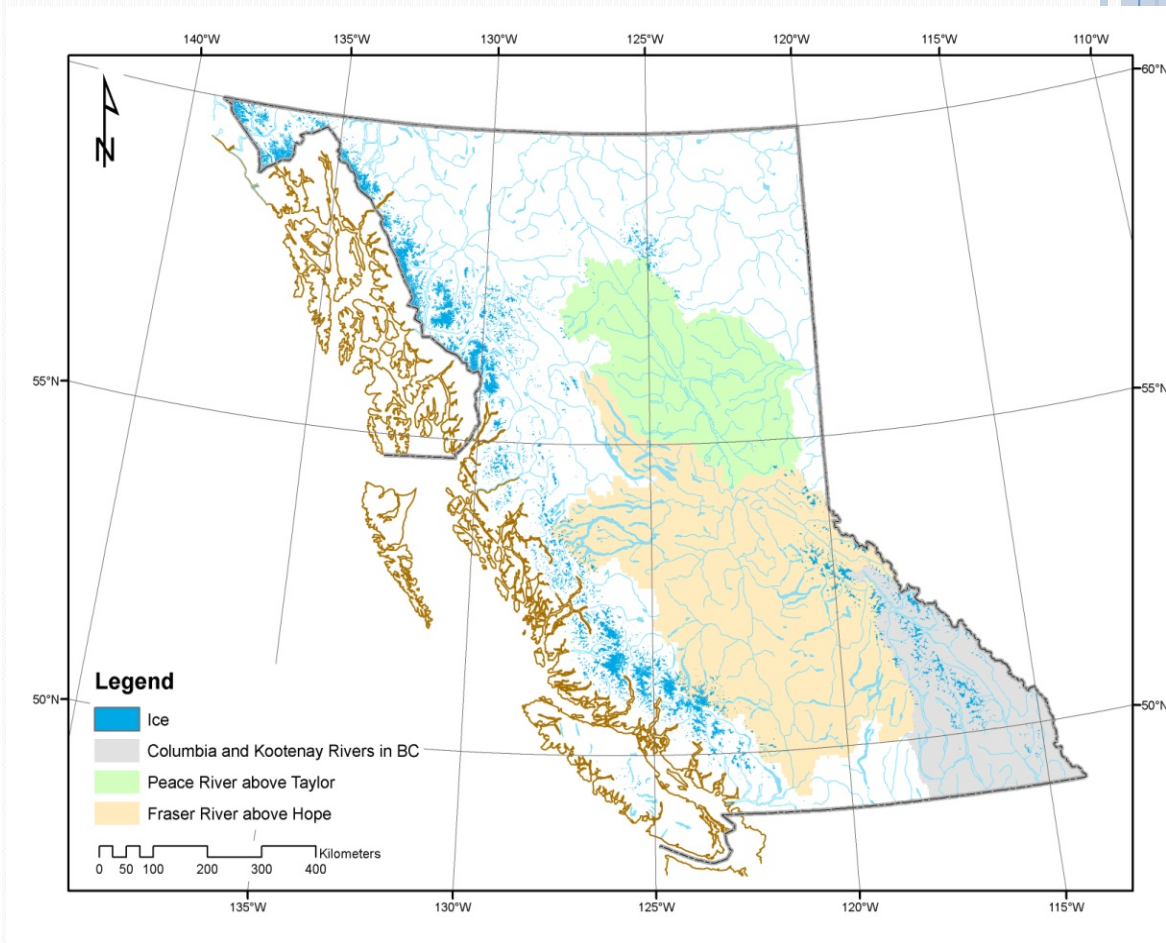 140°W 135°W 130°W 125°W 120°W 115°W 110°W
60°N
N
55°N 55°N
50°N 50°N
Legend
Ice
Columbia and Kootenay Rivers in BC
Peace River above Taylor
Fraser River above Hope
Kilometers
0 50 100 200 300 400
135°W 130°W 125°W 120°W 115°W